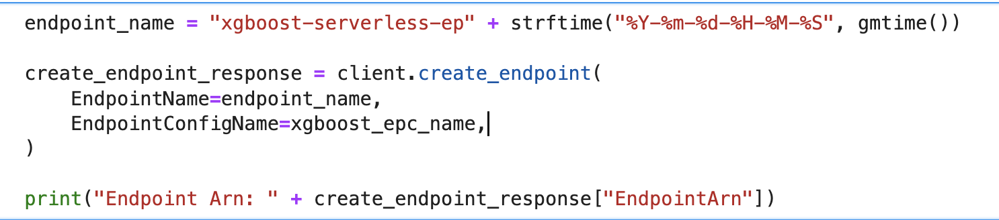 endpoint_name = "xgboost-serverless-ep" + strftime("%Y-%m-%d-%H-%M-%S", gmtime())
create_endpoint_response = client.create_endpoint(
    EndpointName=endpoint_name,
    EndpointConfigName=xgboost_epc_name,
)
print("Endpoint Arn: " + create_endpoint_response["EndpointArn"])